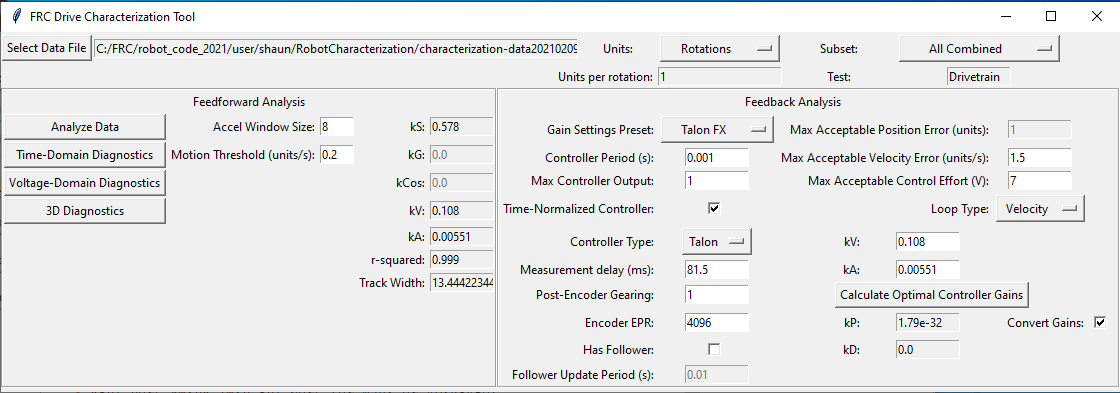 FRC Drive Characterization Tool
Select Data File C:/FRC/robot_code_2021/user/shaun/RobotCharacterization/characterization-data20210209 Units: Rotations Subset: All Combined
Units per rotation: 1 Test: Drivetrain
Feedforward Analysis
Analyze Data Accel Window Size: 8 kS: 0.578
Time-Domain Diagnostics Motion Threshold (units/s): 0.2 kG: 0.0
Voltage-Domain Diagnostics kCos: 0.0
3D Diagnostics kV: 0.108
kA: 0.00551
r-squared: 0.999
Track Width: 13.44422344
Feedback Analysis
Gain Settings Preset: Talon FX Max Acceptable Position Error (units): 1
Controller Period (s): 0.001 Max Acceptable Velocity Error (units/s): 1.5
Max Controller Output: 1 Max Acceptable Control Effort (V): 7
Time-Normalized Controller: Loop Type: Velocity
Controller Type: Talon kV: 0.108
Measurement delay (ms): 81.5 kA: 0.00551
Post-Encoder Gearing: 1 Calculate Optimal Controller Gains
Encoder EPR: 4096 kP: 1.79e-32 Convert Gains:
Has Follower: kD: 0.0
Follower Update Period (s): 0.01